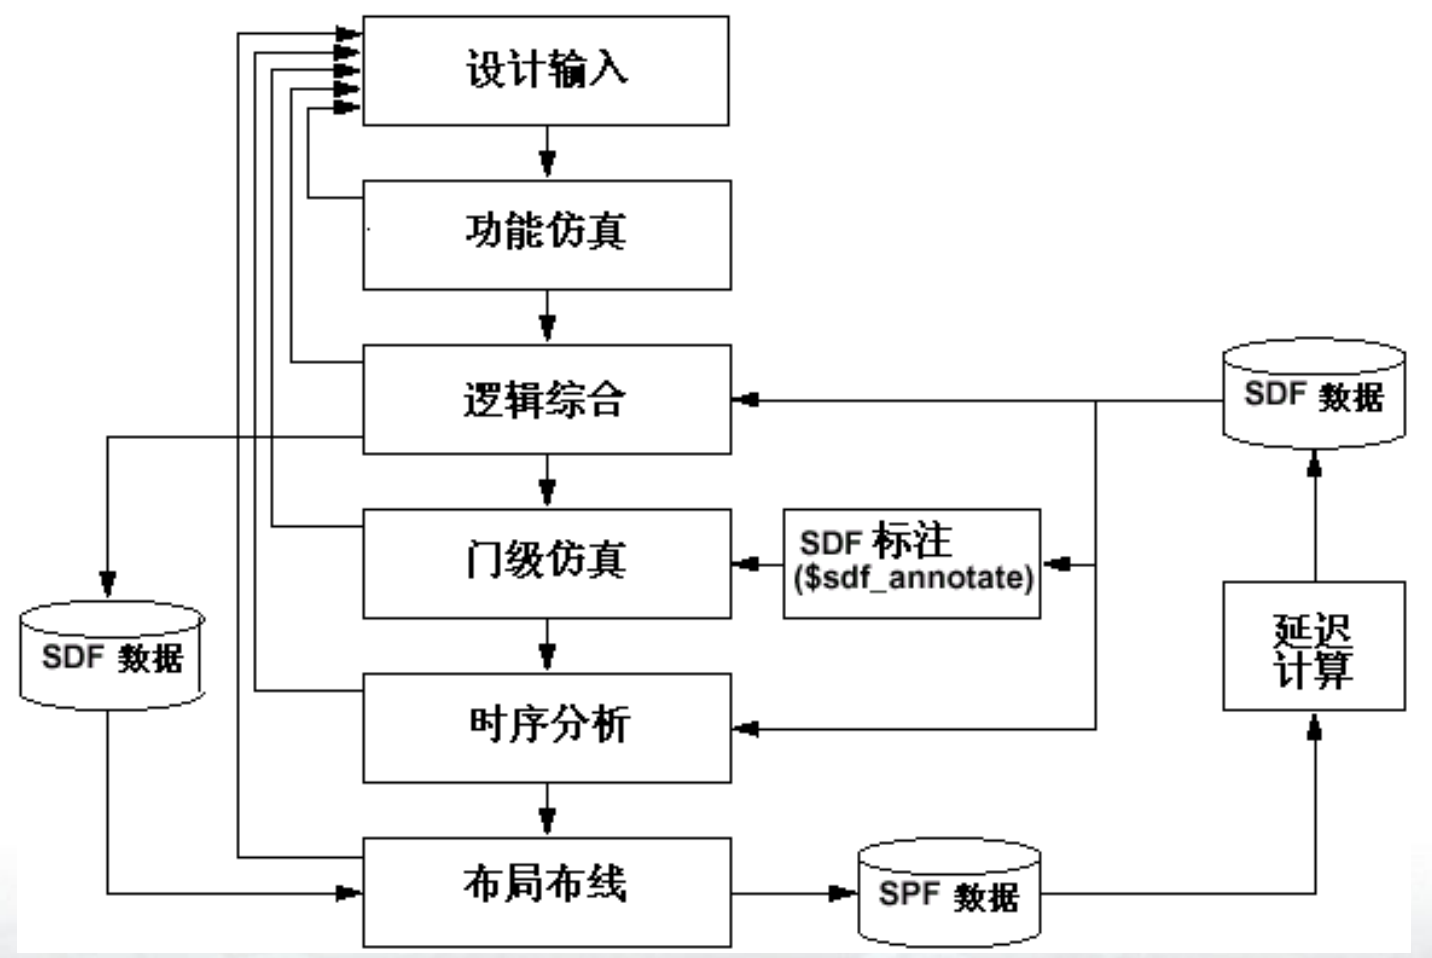 设计输入
功能仿真
逻辑综合
SDF 数据
门级仿真
SDF 标注
($sdf_annotate)
SDF 数据
延迟
计算
时序分析
布局布线
SPF 数据